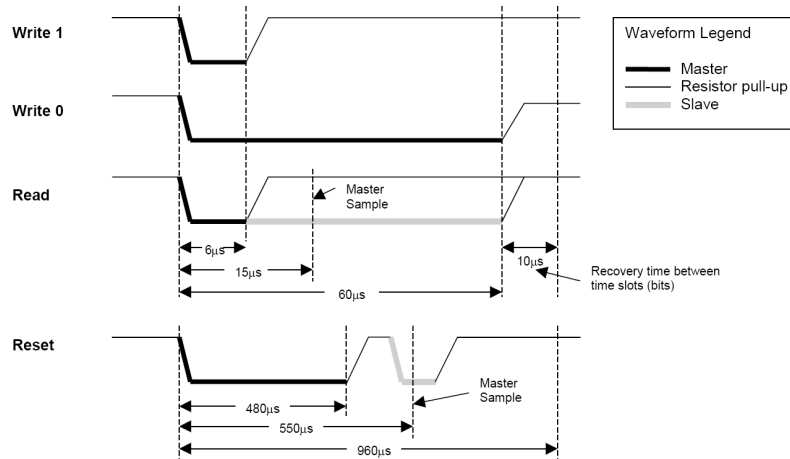 Write 1
Waveform Legend
Master
Resistor pull-up
Slave
Write 0
Read
Master
Sample
6μs
15μs
10μs
60μs
Recovery time between
time slots (bits)
Reset
Master
Sample
480μs
550μs
960μs